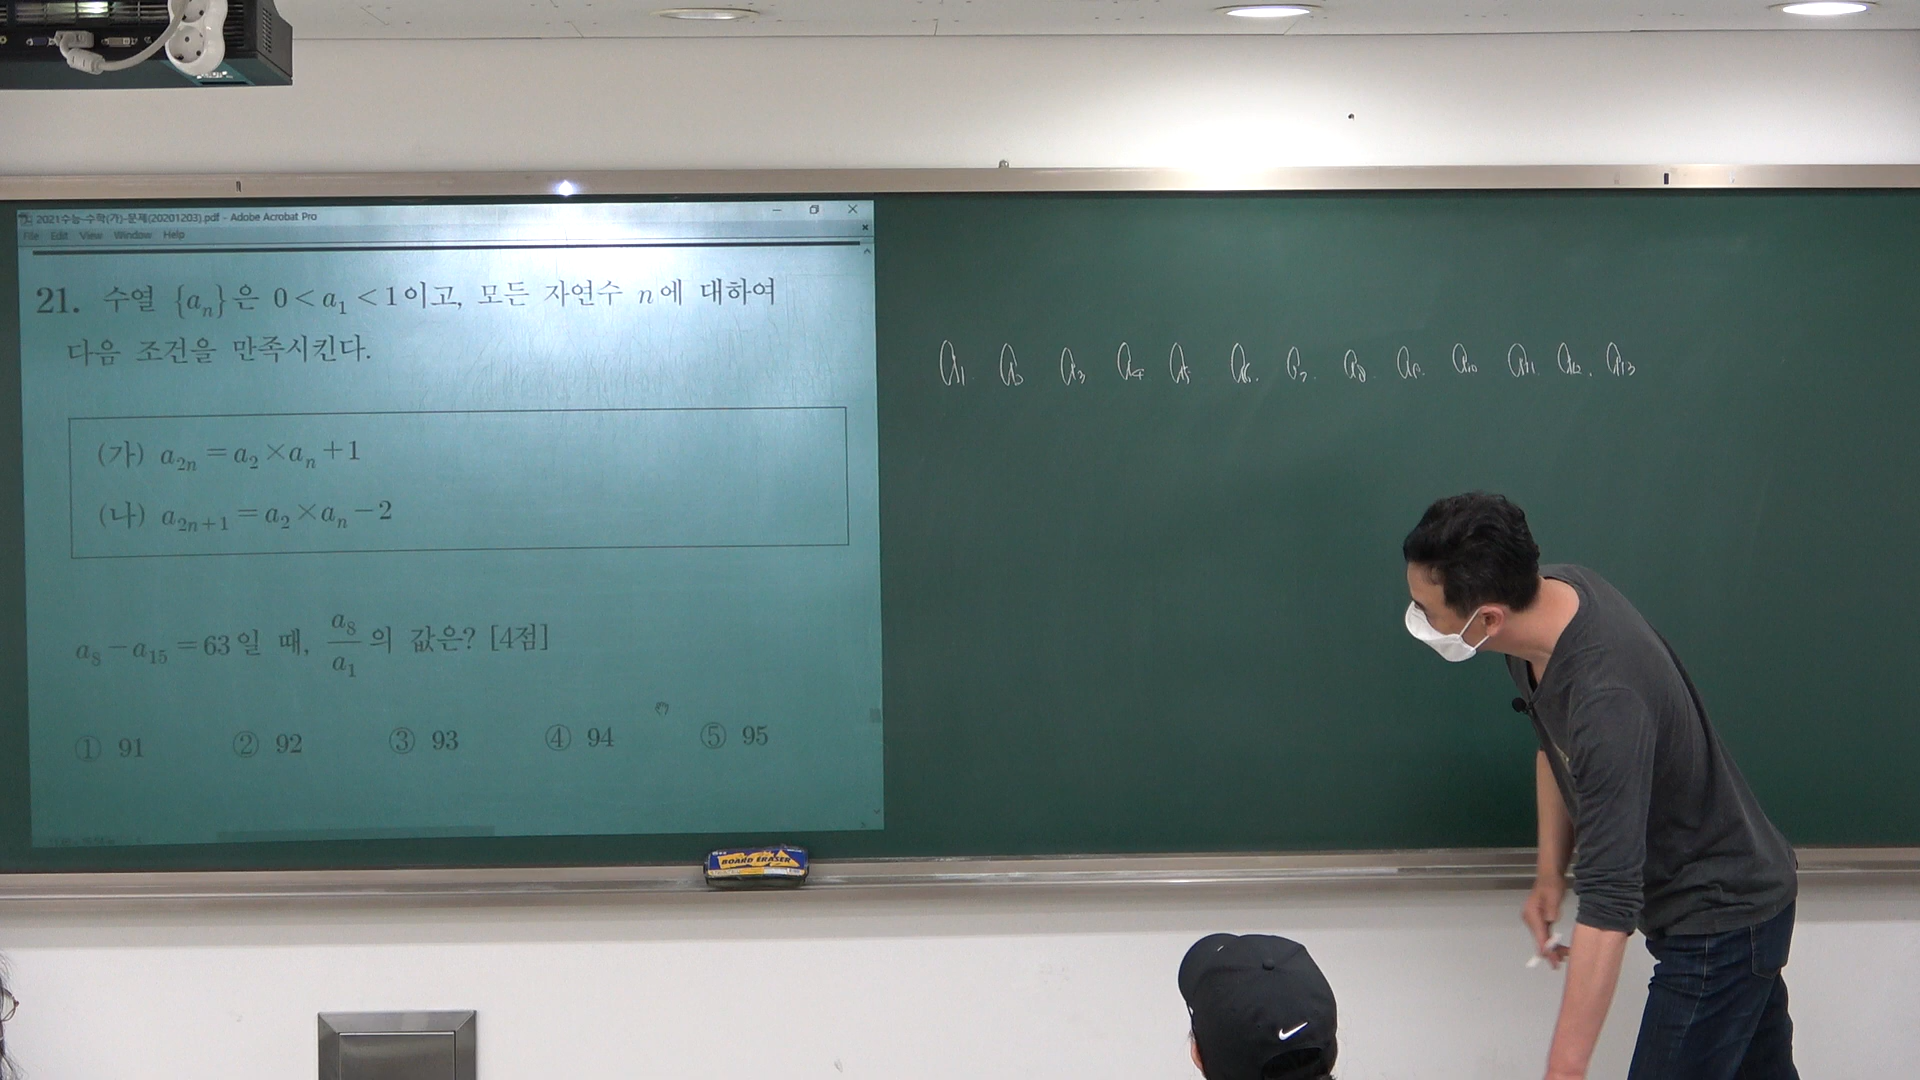 2021수능-수학(가)-문제(20201203).pdf - Adobe Acrobat Pro
File Edit View Window Help
21. 수열 {aₙ}은 0<a₁<1이고, 모든 자연수 n에 대하여
다음 조건을 만족시킨다.
(가) a₂ₙ=a₂×aₙ+1
(나) a₂ₙ₊₁=a₂×aₙ−2
a₈−a₁₅=63일 때, a₈/a₁의 값은? [4점]
① 91 ② 92 ③ 93 ④ 94 ⑤ 95
a₁ a₂ a₃ a₄ a₅ a₆ a₇ a₈ a₉ a₁₀ a₁₁ a₁₂ a₁₃
BOARD ERASER